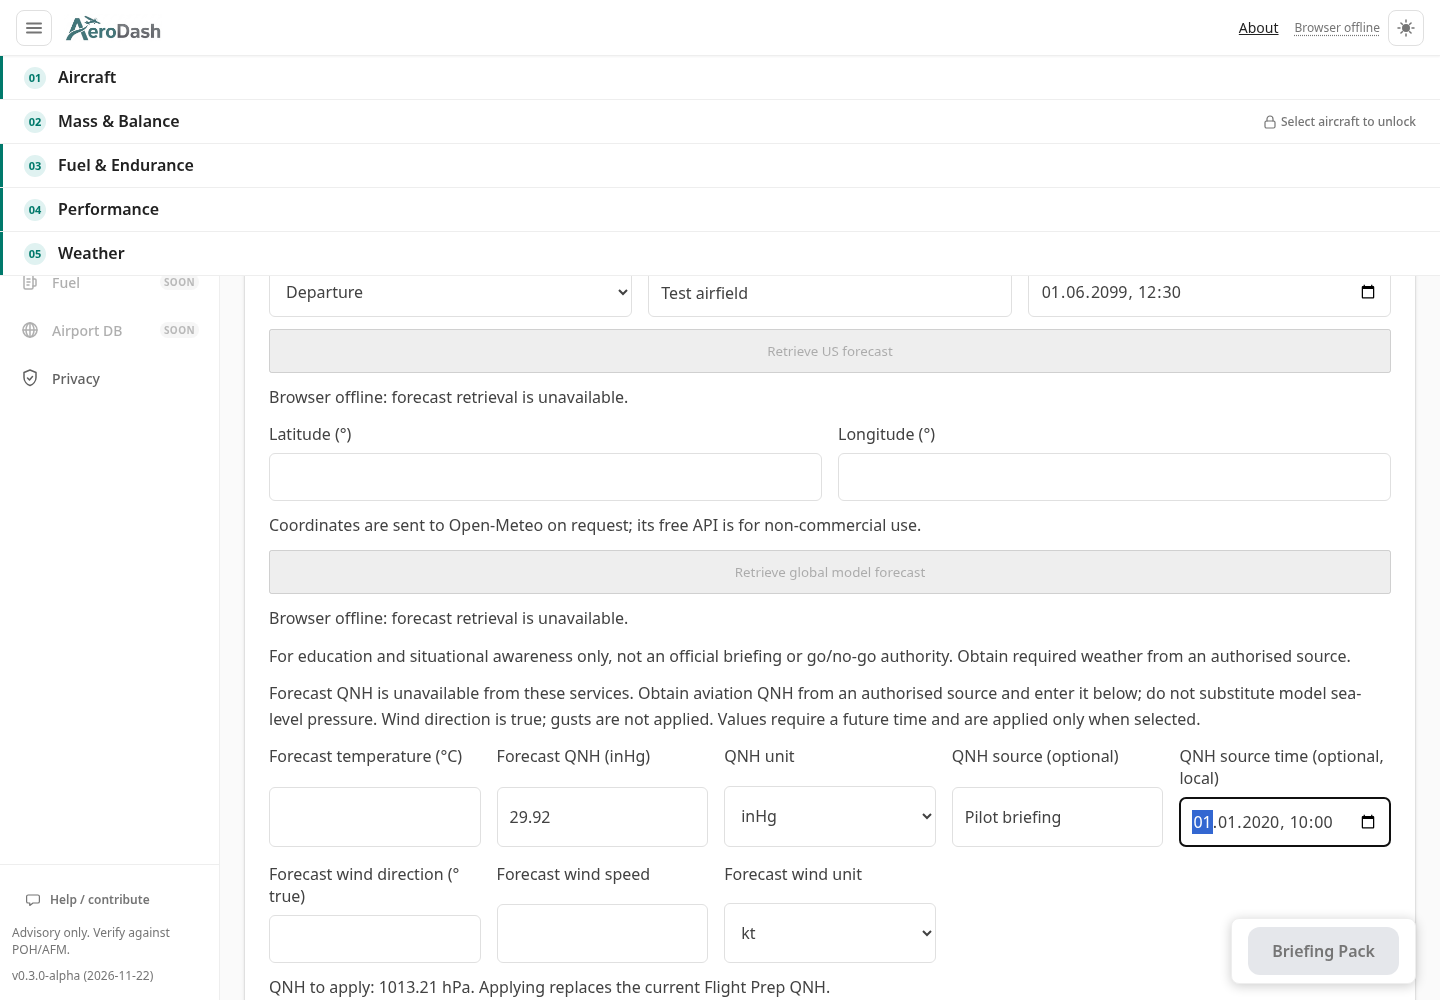 AeroDash
About
Browser offline
01 Aircraft
02 Mass & Balance
Select aircraft to unlock
03 Fuel & Endurance
04 Performance
05 Weather
Fuel
SOON
Airport DB
SOON
Privacy
Departure
Test airfield
01.06.2099, 12:30
Retrieve US forecast
Browser offline: forecast retrieval is unavailable.
Latitude (°)
Longitude (°)
Coordinates are sent to Open-Meteo on request; its free API is for non-commercial use.
Retrieve global model forecast
Browser offline: forecast retrieval is unavailable.
For education and situational awareness only, not an official briefing or go/no-go authority. Obtain required weather from an authorised source.
Forecast QNH is unavailable from these services. Obtain aviation QNH from an authorised source and enter it below; do not substitute model sea-
level pressure. Wind direction is true; gusts are not applied. Values require a future time and are applied only when selected.
Forecast temperature (°C)
Forecast QNH (inHg)
29.92
QNH unit
inHg
QNH source (optional)
Pilot briefing
QNH source time (optional,
local)
01.01.2020, 10:00
Forecast wind direction (°
true)
Forecast wind speed
Forecast wind unit
kt
QNH to apply: 1013.21 hPa. Applying replaces the current Flight Prep QNH.
Briefing Pack
Help / contribute
Advisory only. Verify against
POH/AFM.
v0.3.0-alpha (2026-11-22)